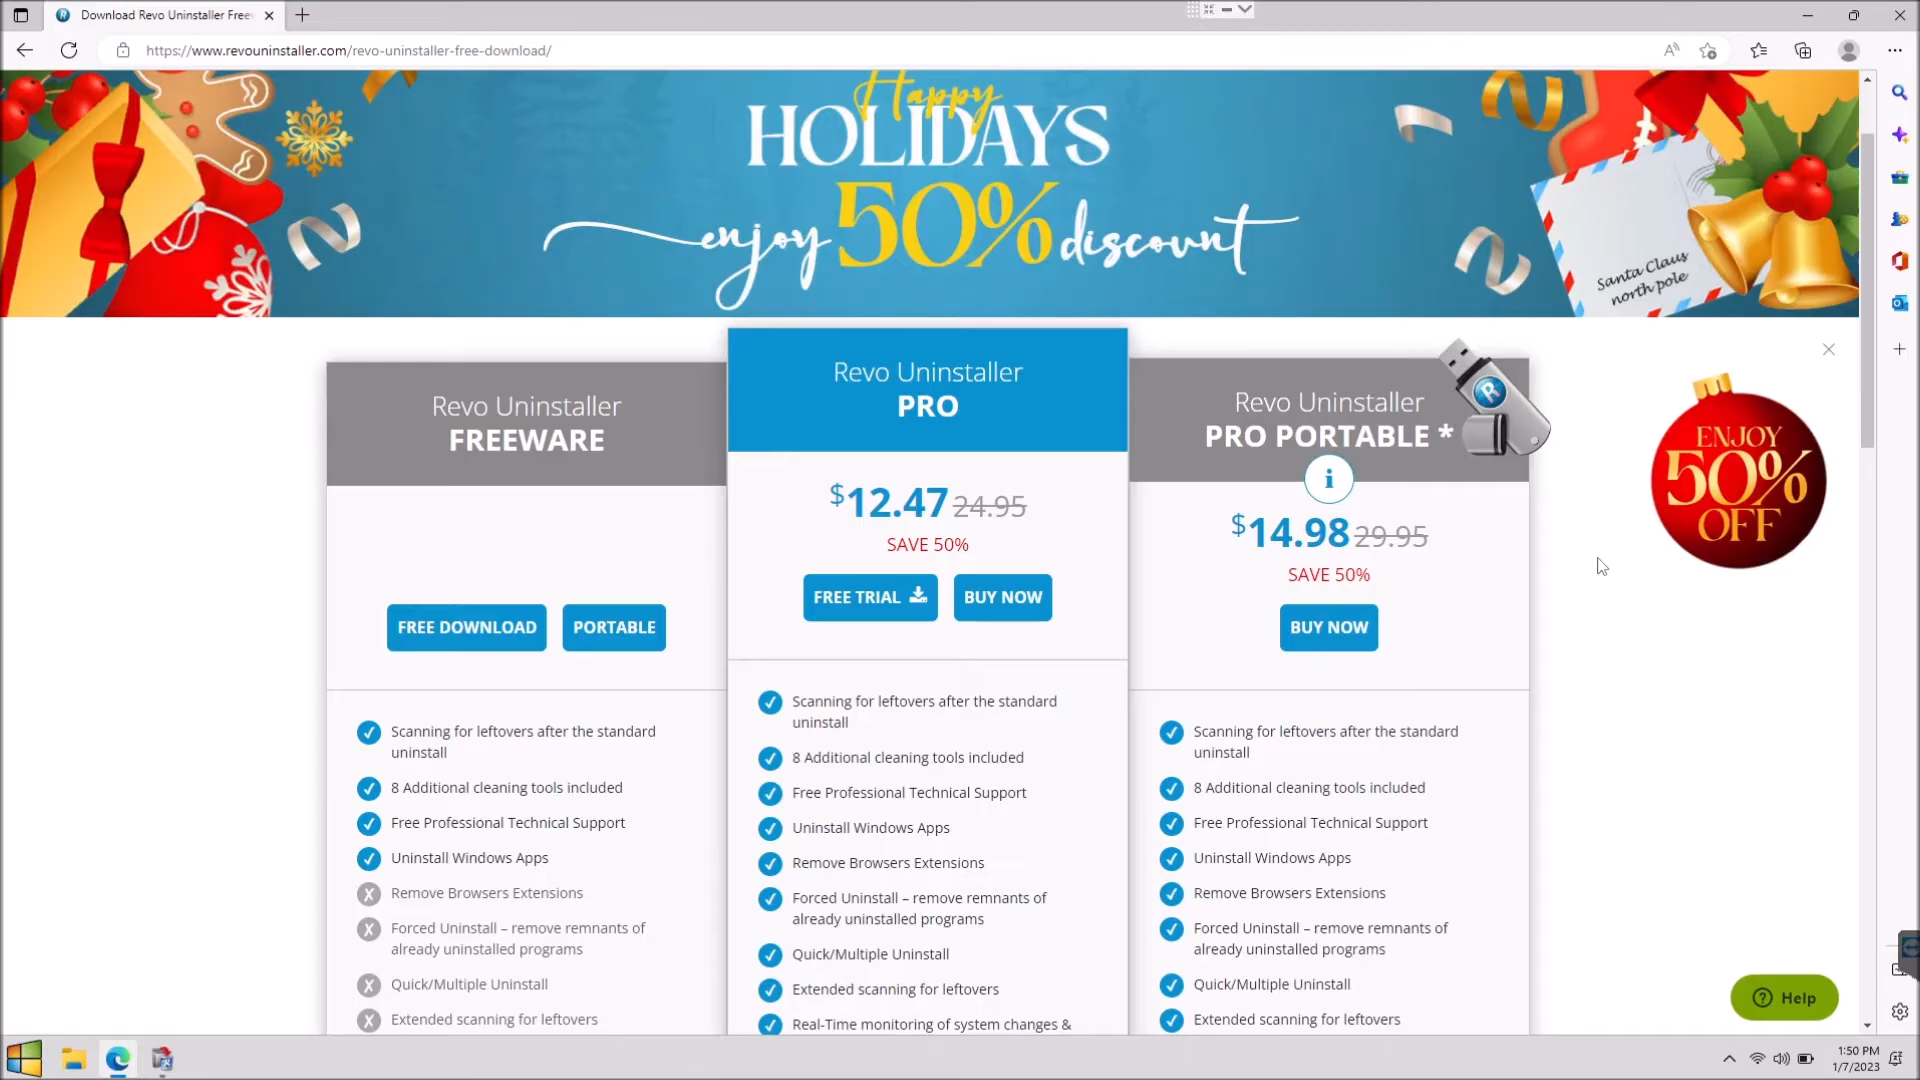 Download Revo Uninstaller Free
https://www.revouninstaller.com/revo-uninstaller-free-download/
Happy
HOLIDAYS
enjoy 50% discount
Santa Claus
north pole
Revo Uninstaller
FREEWARE
FREE DOWNLOAD
PORTABLE
Scanning for leftovers after the standard
uninstall
8 Additional cleaning tools included
Free Professional Technical Support
Uninstall Windows Apps
Remove Browsers Extensions
Forced Uninstall – remove remnants of
already uninstalled programs
Quick/Multiple Uninstall
Extended scanning for leftovers
Revo Uninstaller
PRO
$12.47 24.95
SAVE 50%
FREE TRIAL
BUY NOW
Scanning for leftovers after the standard
uninstall
8 Additional cleaning tools included
Free Professional Technical Support
Uninstall Windows Apps
Remove Browsers Extensions
Forced Uninstall – remove remnants of
already uninstalled programs
Quick/Multiple Uninstall
Extended scanning for leftovers
Real-Time monitoring of system changes &
Revo Uninstaller
PRO PORTABLE *
R
i
$14.98 29.95
SAVE 50%
BUY NOW
Scanning for leftovers after the standard
uninstall
8 Additional cleaning tools included
Free Professional Technical Support
Uninstall Windows Apps
Remove Browsers Extensions
Forced Uninstall – remove remnants of
already uninstalled programs
Quick/Multiple Uninstall
Extended scanning for leftovers
ENJOY
50%
OFF
Help
1:50 PM
1/7/2023